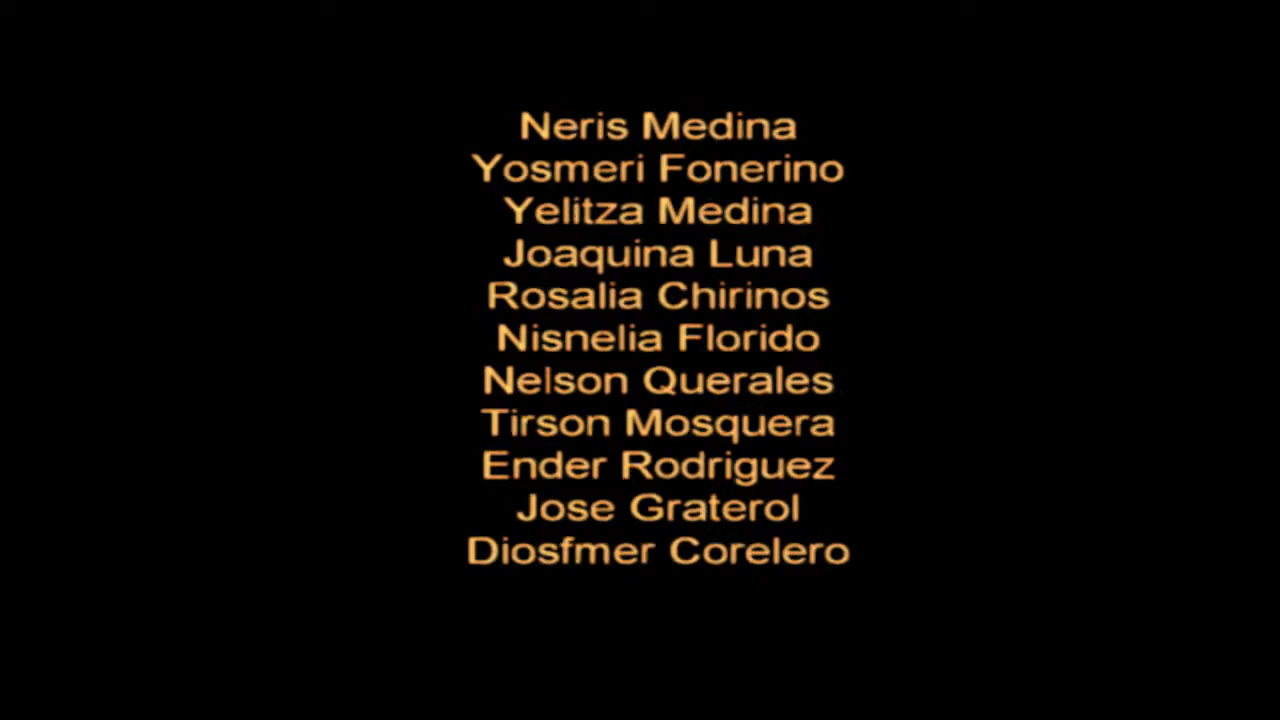 Neris Medina
Yosmeri Fonerino
Yelitza Medina
Joaquina Luna
Rosalia Chirinos
Nisnelia Florido
Nelson Querales
Tirson Mosquera
Ender Rodriguez
Jose Graterol
Diosfmer Corelero